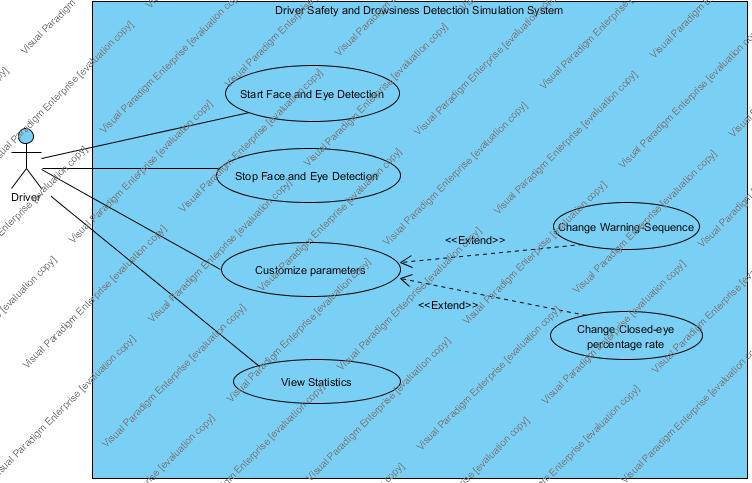 Driver Safety and Drowsiness Detection Simulation System
Start Face and Eye Detection
Stop Face and Eye Detection
Driver
Change Warning Sequence
<<Extend>>
Customize parameters
<<Extend>>
Change Closed-eye
percentage rate
View Statistics
Visual Paradigm Enterprise [evaluation copy]